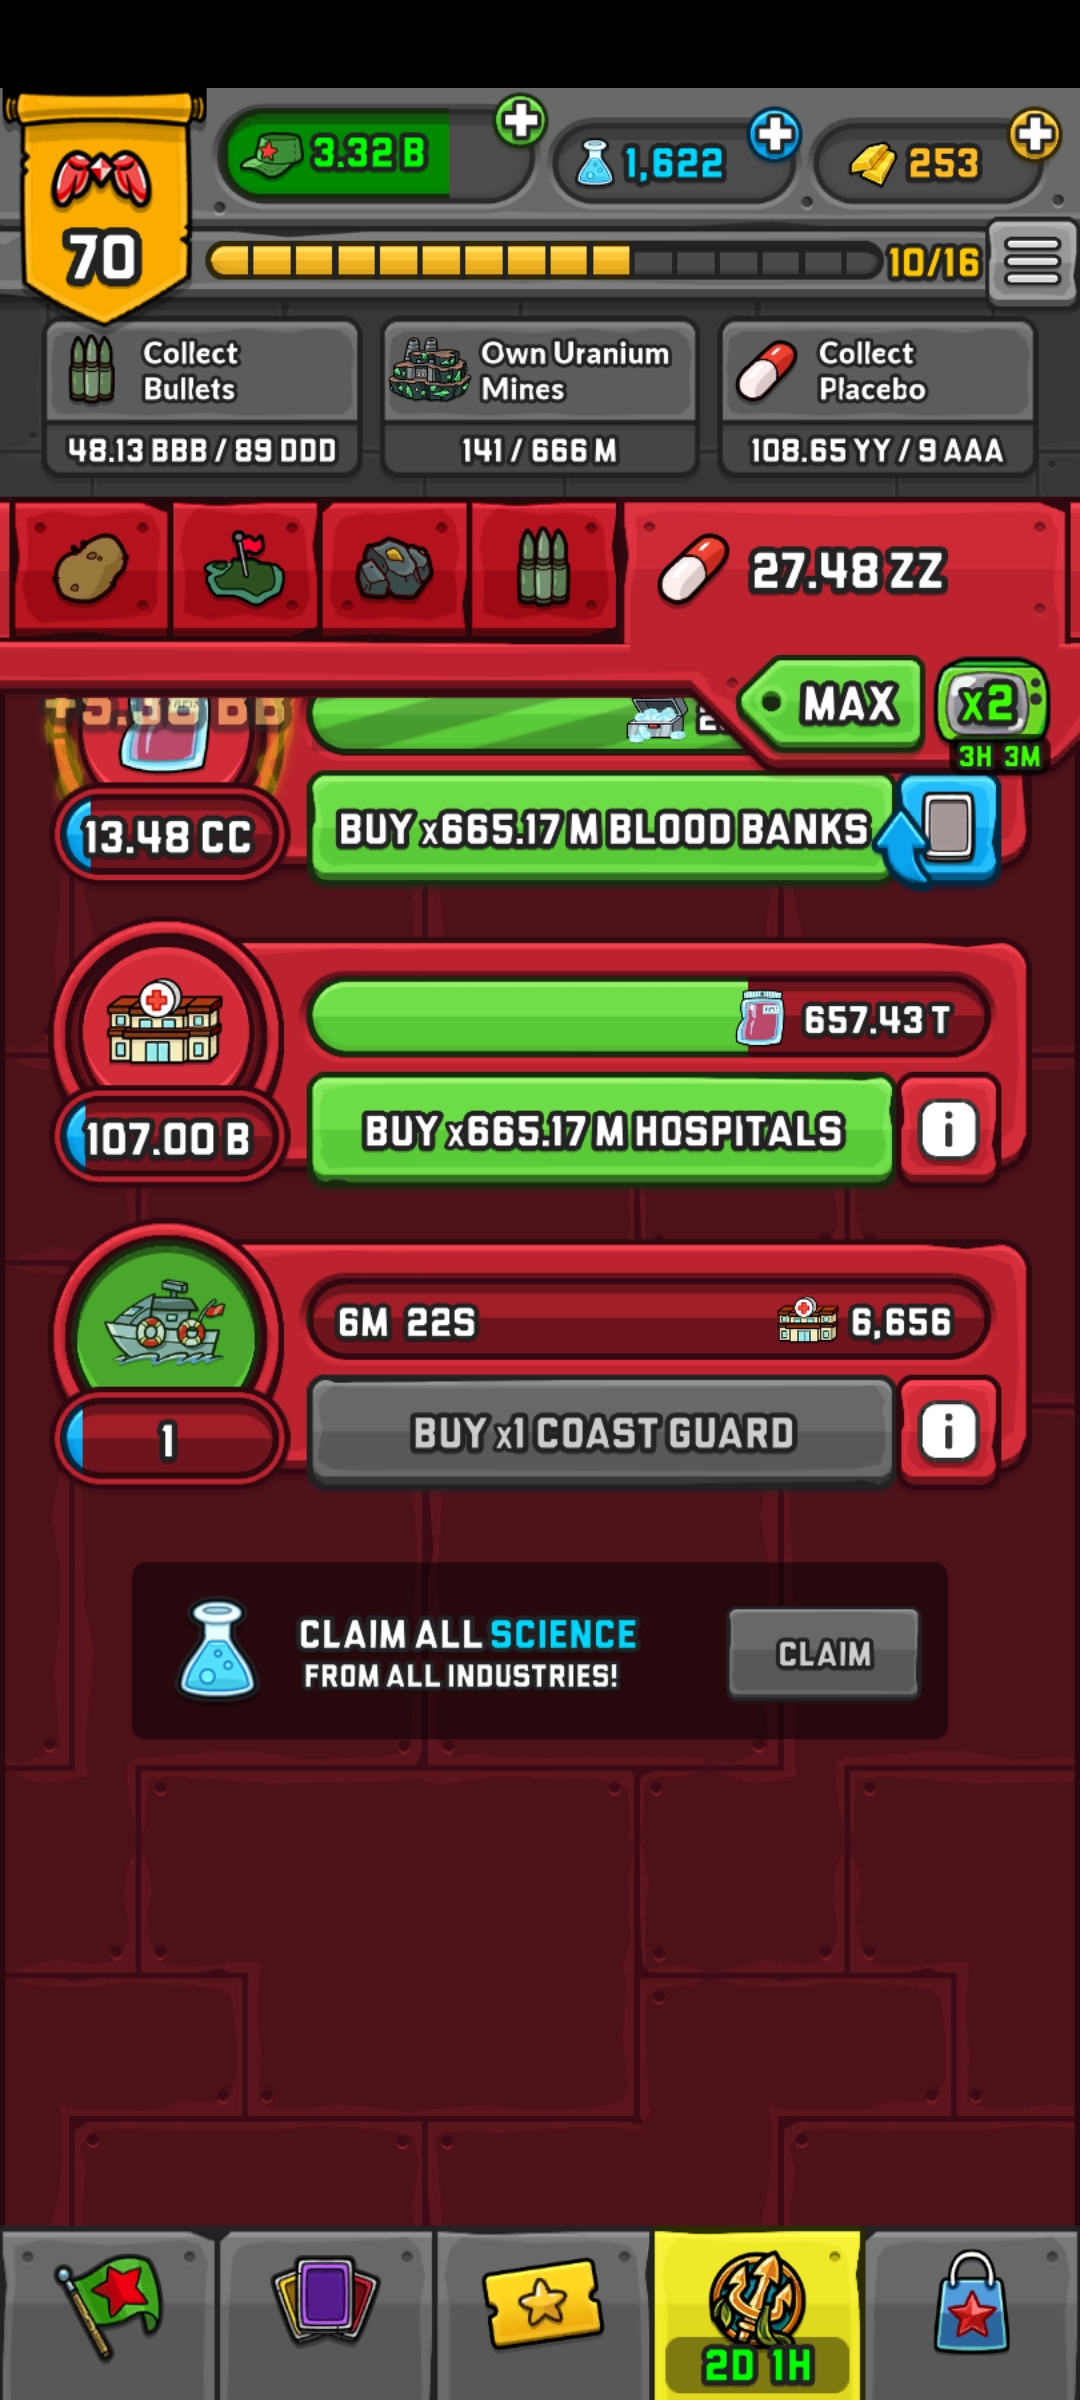 3.32 B
1,622
253
70
10/16
Collect Bullets
48.13 BBB / 89 DDD
Own Uranium Mines
141 / 666 M
Collect Placebo
108.65 YY / 9 AAA
27.48 ZZ
MAX
x2
3H 3M
13.48 CC
BUY x665.17 M BLOOD BANKS
657.43 T
107.00 B
BUY x665.17 M HOSPITALS
i
6M 22S
6,656
1
BUY x1 COAST GUARD
i
CLAIM ALL SCIENCE
FROM ALL INDUSTRIES!
CLAIM
2D 1H